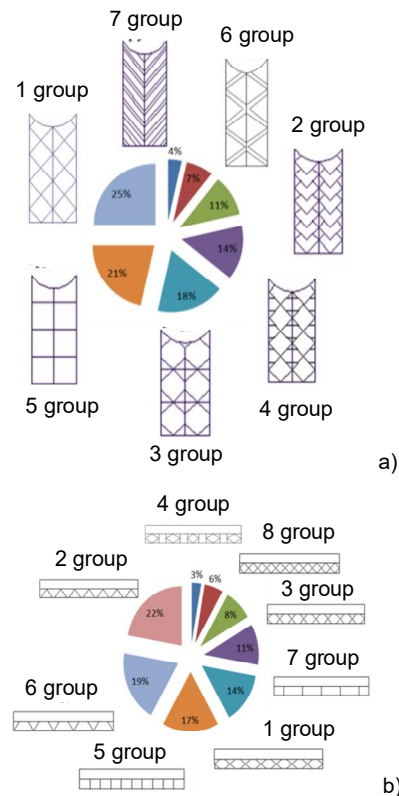 7 group
6 group
1 group
2 group
4%
7%
25%
11%
14%
21%
18%
5 group
4 group
3 group
a)
4 group
8 group
2 group
3 group
3%
6%
22%
8%
11%
7 group
19%
14%
6 group
17%
1 group
5 group
b)